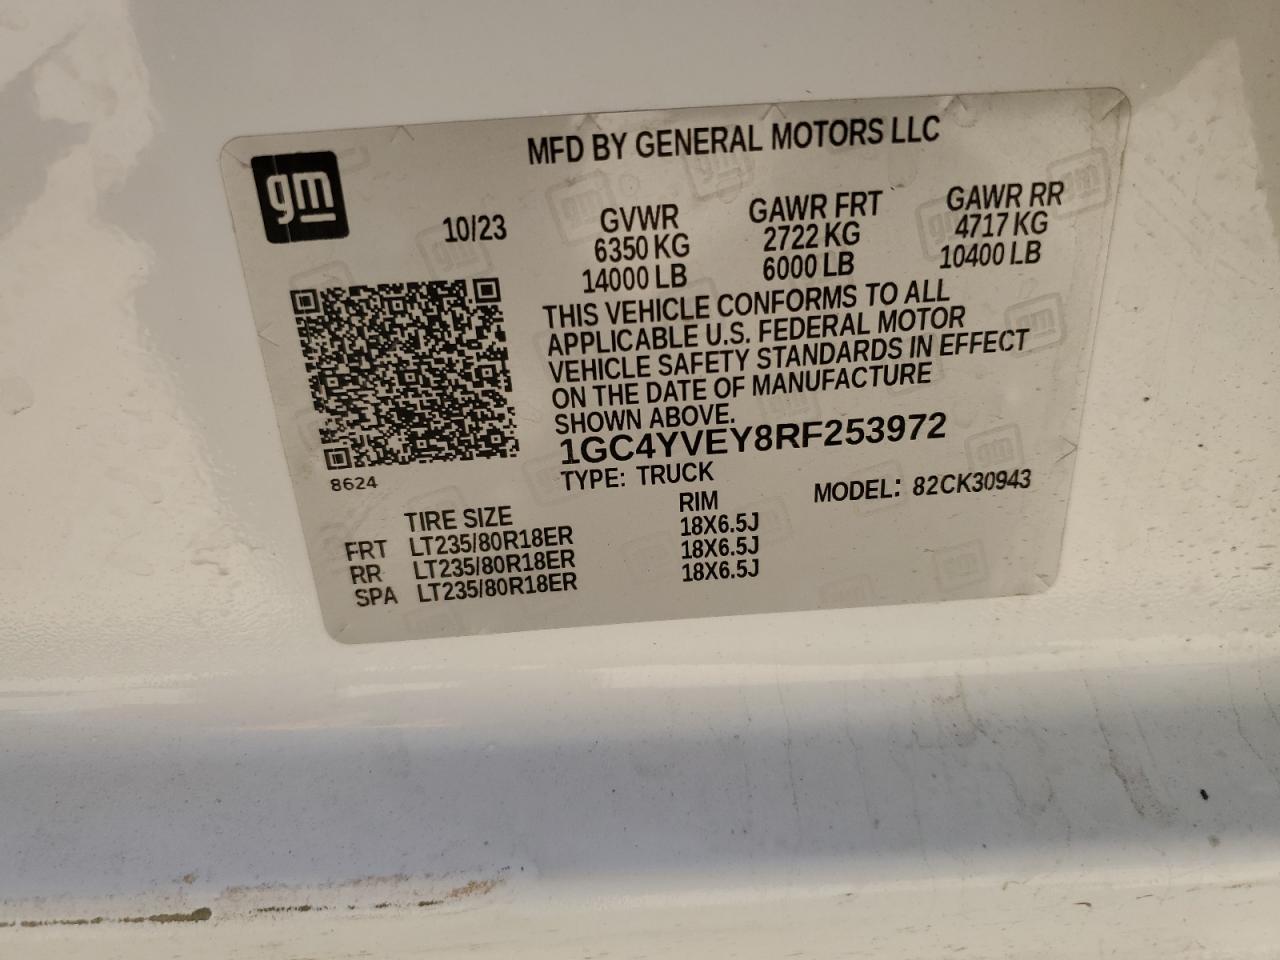 MFD BY GENERAL MOTORS LLC
gm
10/23
GVWR GAWR FRT GAWR RR
6350 KG 2722 KG 4717 KG
14000 LB 6000 LB 10400 LB
THIS VEHICLE CONFORMS TO ALL
APPLICABLE U.S. FEDERAL MOTOR
VEHICLE SAFETY STANDARDS IN EFFECT
ON THE DATE OF MANUFACTURE
SHOWN ABOVE.
1GC4YVEY8RF253972
8624
TYPE: TRUCK MODEL: 82CK30943
TIRE SIZE RIM
FRT LT235/80R18ER 18X6.5J
RR LT235/80R18ER 18X6.5J
SPA LT235/80R18ER 18X6.5J